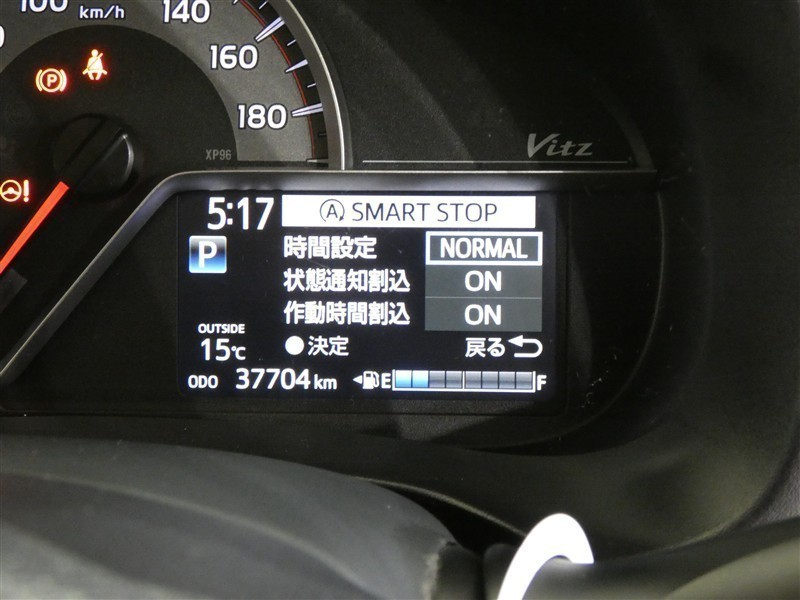 100
140
km/h
160
180
XP96
Vitz
P
!
5:17
A SMART STOP
P
時間設定 NORMAL
状態通知割込 ON
作動時間割込 ON
OUTSIDE
15℃
●決定 戻る
ODO 37704 km
E F